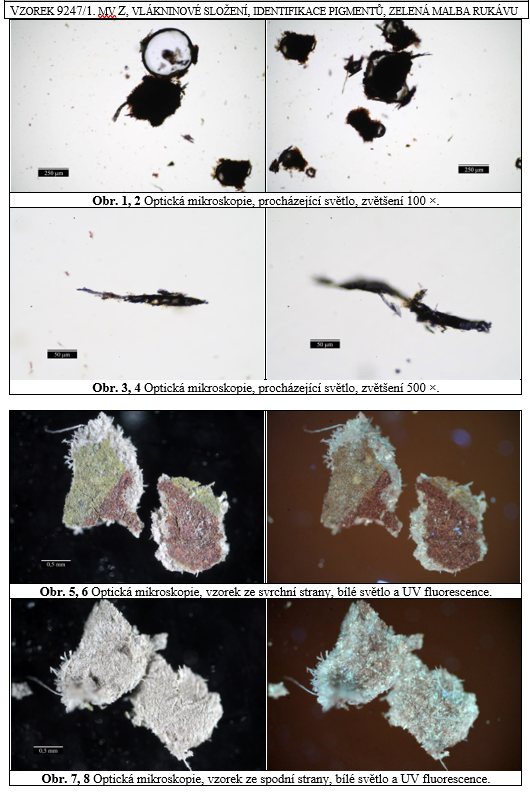 VZOREK 9247/1. MV Z, VLÁKNINOVÉ SLOŽENÍ, IDENTIFIKACE PIGMENTŮ, ZELENÁ MALBA RUKÁVU
250 µm
250 µm
Obr. 1, 2 Optická mikroskopie, procházející světlo, zvětšení 100 ×.
50 µm
50 µm
Obr. 3, 4 Optická mikroskopie, procházející světlo, zvětšení 500 ×.
0,5 mm
Obr. 5, 6 Optická mikroskopie, vzorek ze svrchní strany, bílé světlo a UV fluorescence.
0,5 mm
Obr. 7, 8 Optická mikroskopie, vzorek ze spodní strany, bílé světlo a UV fluorescence.